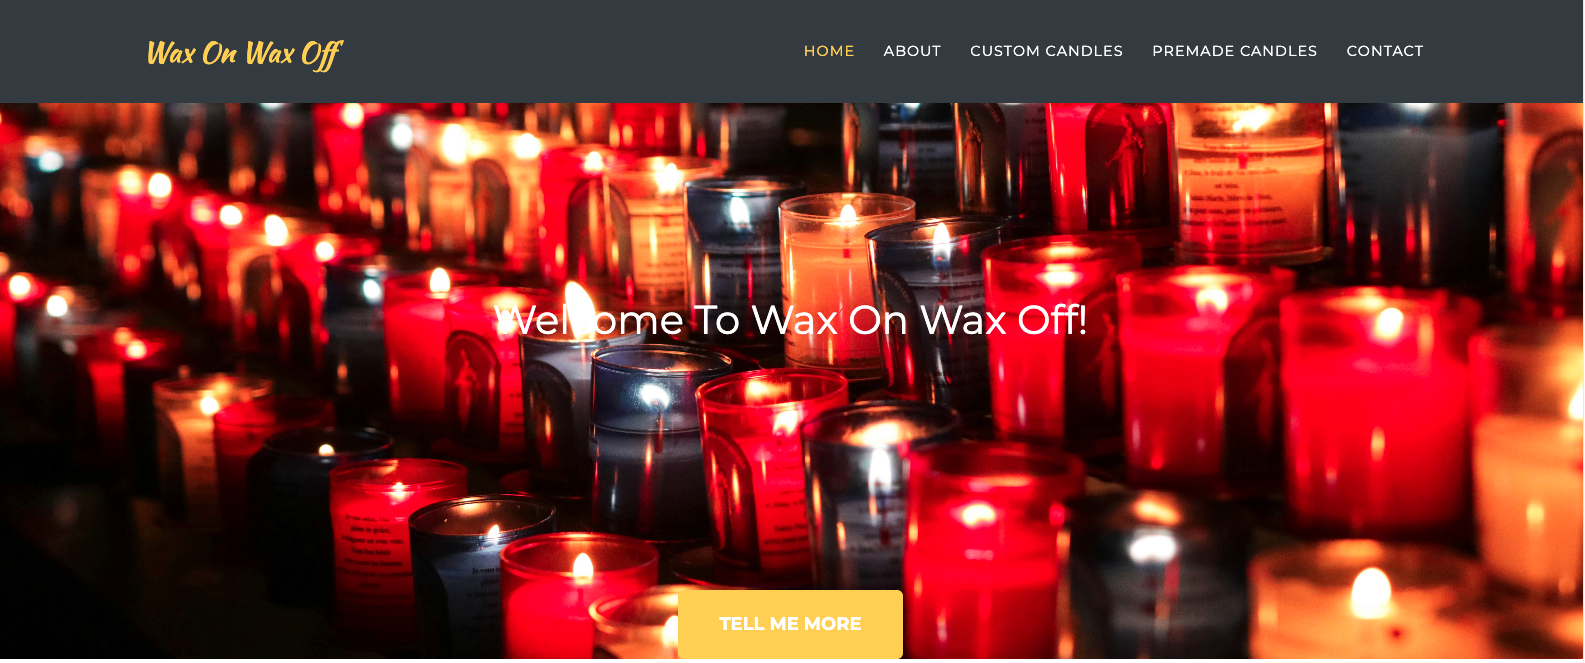 Wax On Wax Off
HOME ABOUT CUSTOM CANDLES PREMADE CANDLES CONTACT
Welcome To Wax On Wax Off!
TELL ME MORE